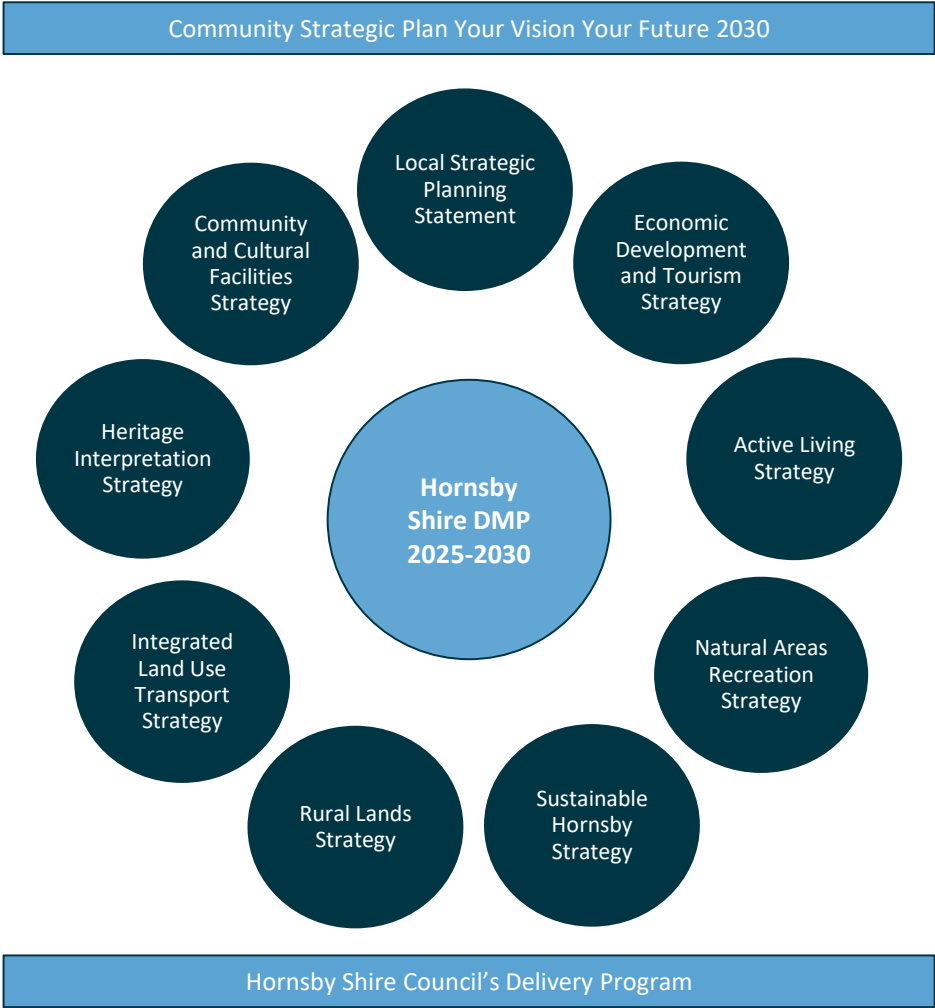 Community Strategic Plan Your Vision Your Future 2030
Local Strategic
Planning
Statement
Economic
Development
and Tourism
Strategy
Active Living
Strategy
Natural Areas
Recreation
Strategy
Sustainable
Hornsby
Strategy
Rural Lands
Strategy
Integrated
Land Use
Transport
Strategy
Heritage
Interpretation
Strategy
Community
and Cultural
Facilities
Strategy
Hornsby
Shire DMP
2025-2030
Hornsby Shire Council’s Delivery Program